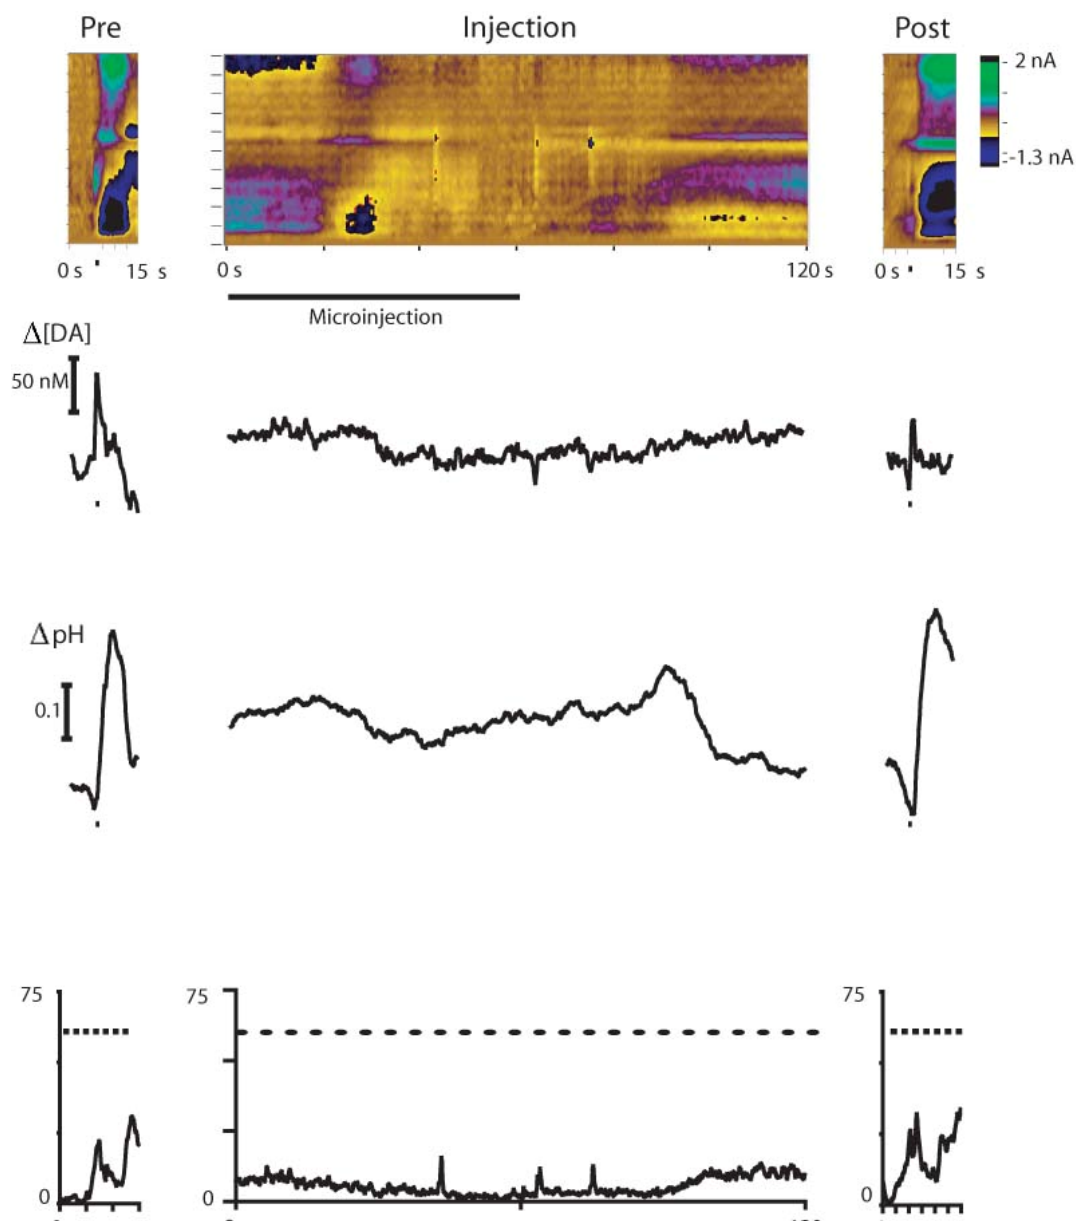 Pre Injection Post
2 nA
-1.3 nA
0 s 15 s 0 s 120 s 0 s 15 s
Microinjection
Δ[DA]
50 nM
ΔpH
0.1
75 75 75
0 0 0